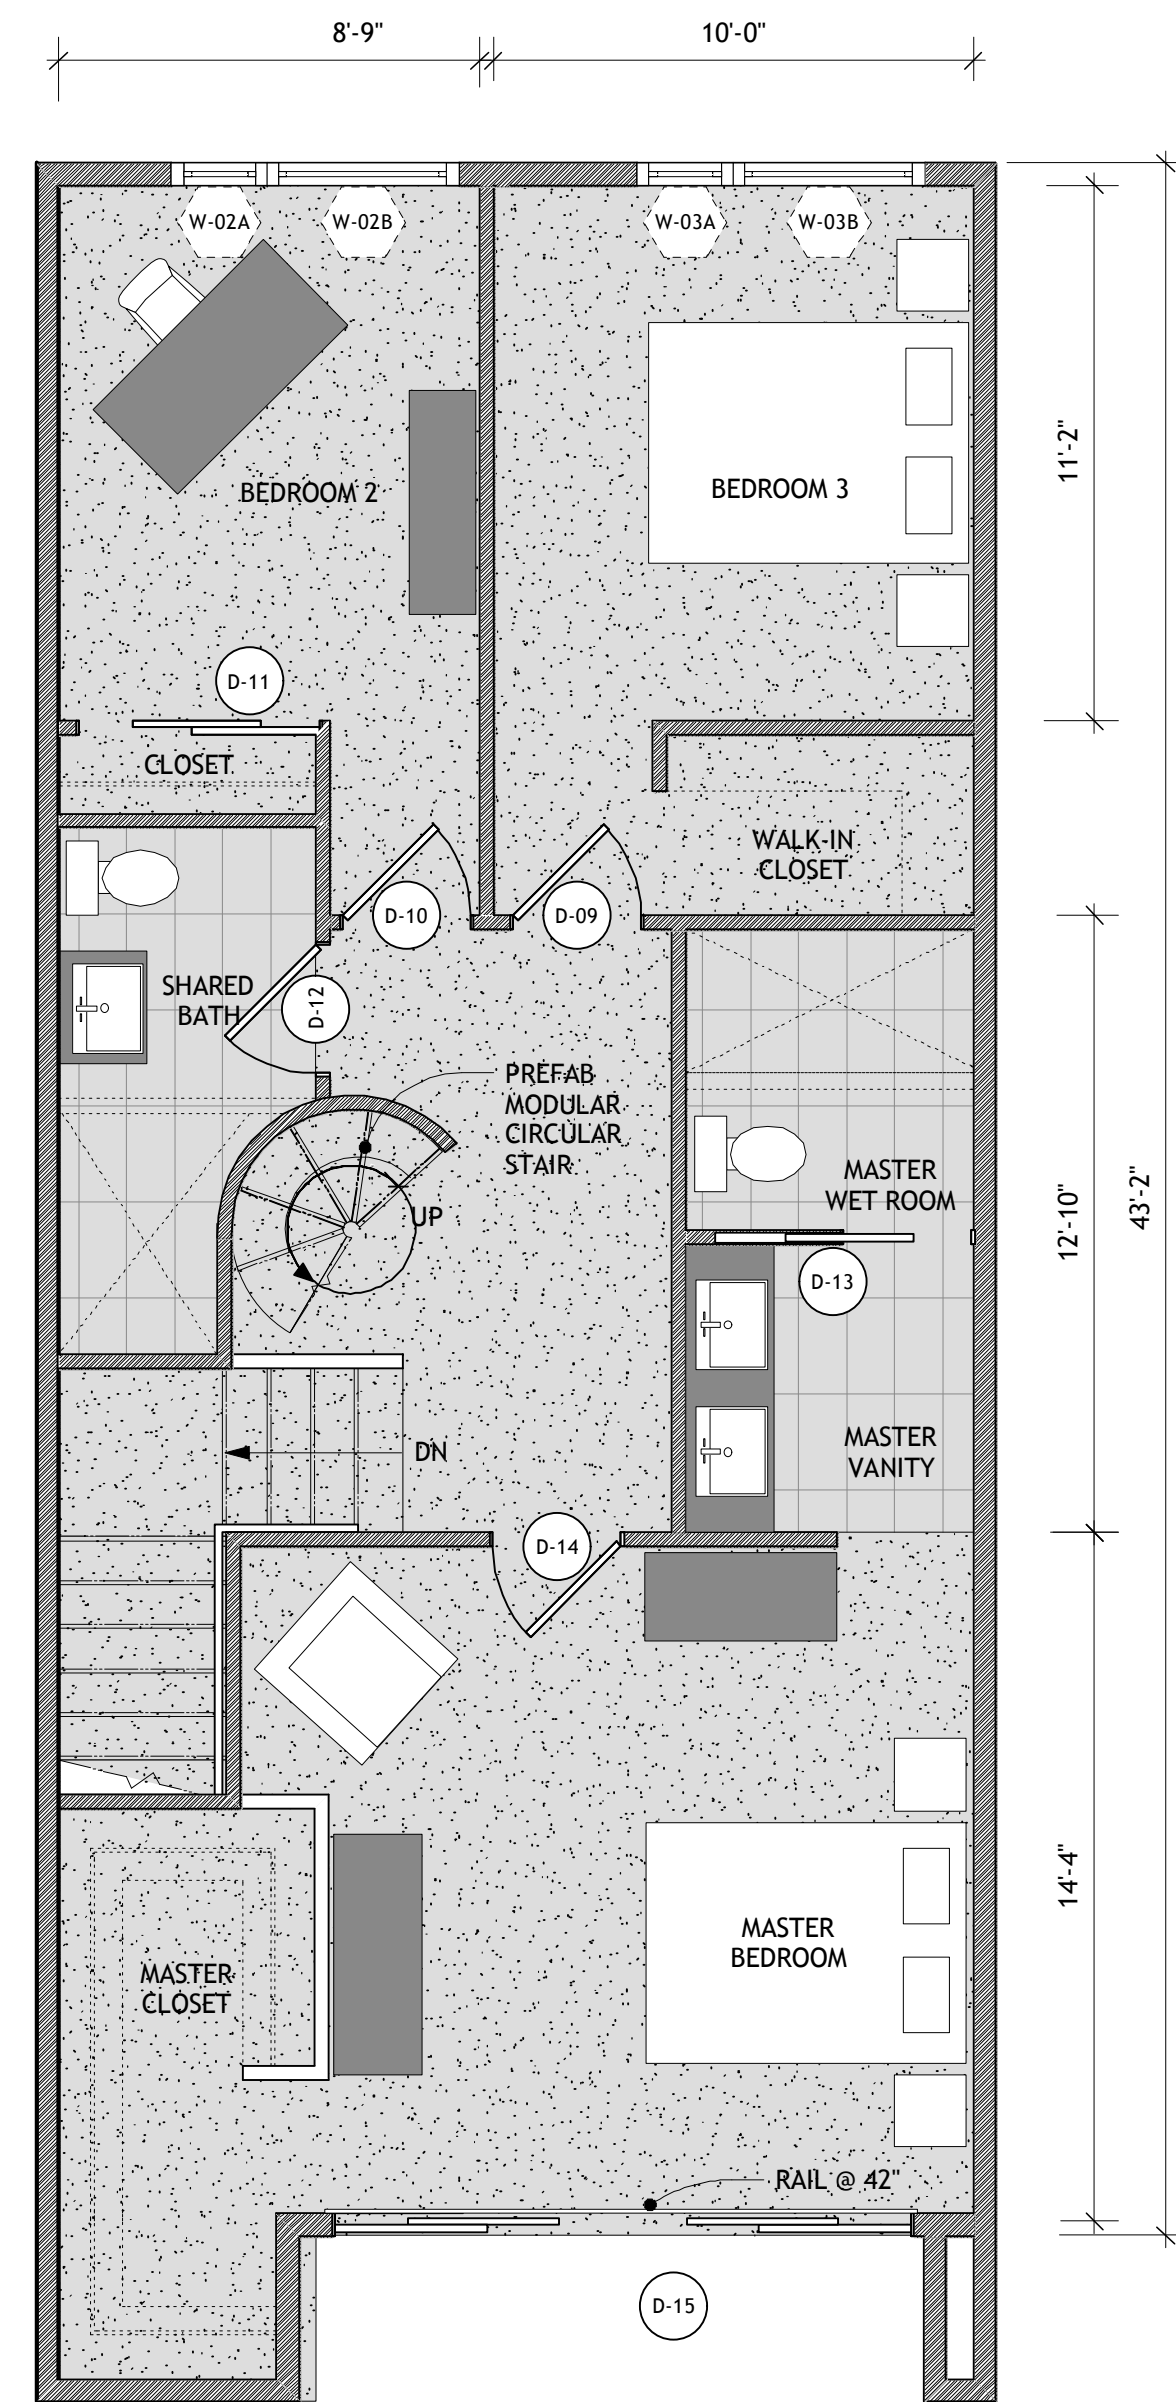 8'-9"
10'-0"
W-02A
W-02B
W-03A
W-03B
11'-2"
BEDROOM 2
BEDROOM 3
D-11
CLOSET
WALK-IN
CLOSET
D-10
D-09
SHARED
BATH
D-12
PREFAB
MODULAR
CIRCULAR
STAIR
MASTER
WET ROOM
UP
12'-10"
43'-2"
D-13
DN
MASTER
VANITY
D-14
14'-4"
MASTER
BEDROOM
MASTER
CLOSET
RAIL @ 42"
D-15